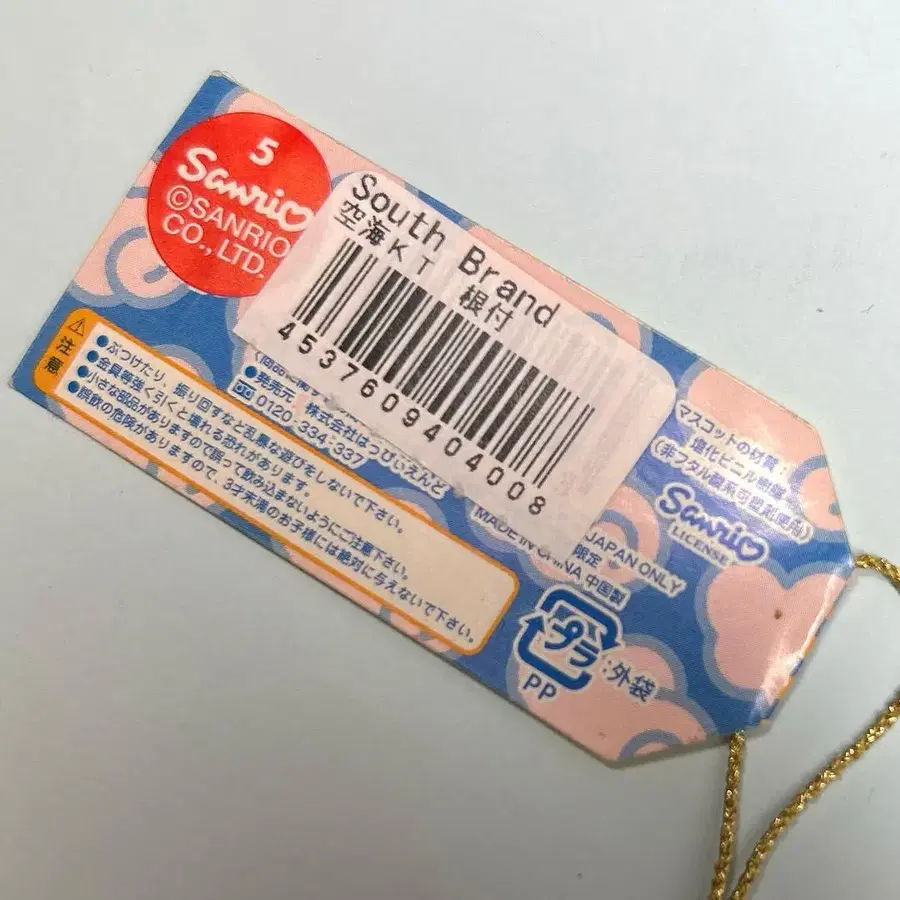 5
Sanrio
©SANRIO
CO., LTD.
South Brand
空海KT 根付
4537609404008
●発売元 株式会社はうぴぃえんど
0120-334-337
注意
●ぶつけたり、振り回すなど乱暴な遊びをしないで下さい。
●金具等強く引くと壊れる恐れがあります。
●小さな部品がありますので誤って飲み込まないようにご注意下さい。
●誤飲の危険がありますので、3才未満のお子様には絶対に与えないで下さい。
マスコットの材質:
塩化ビニル樹脂
(非フタル酸系可塑剤使用)
Sanrio
LICENSE
JAPAN ONLY
限定
MADE IN CHINA 中国製
プラ
:外袋
PP